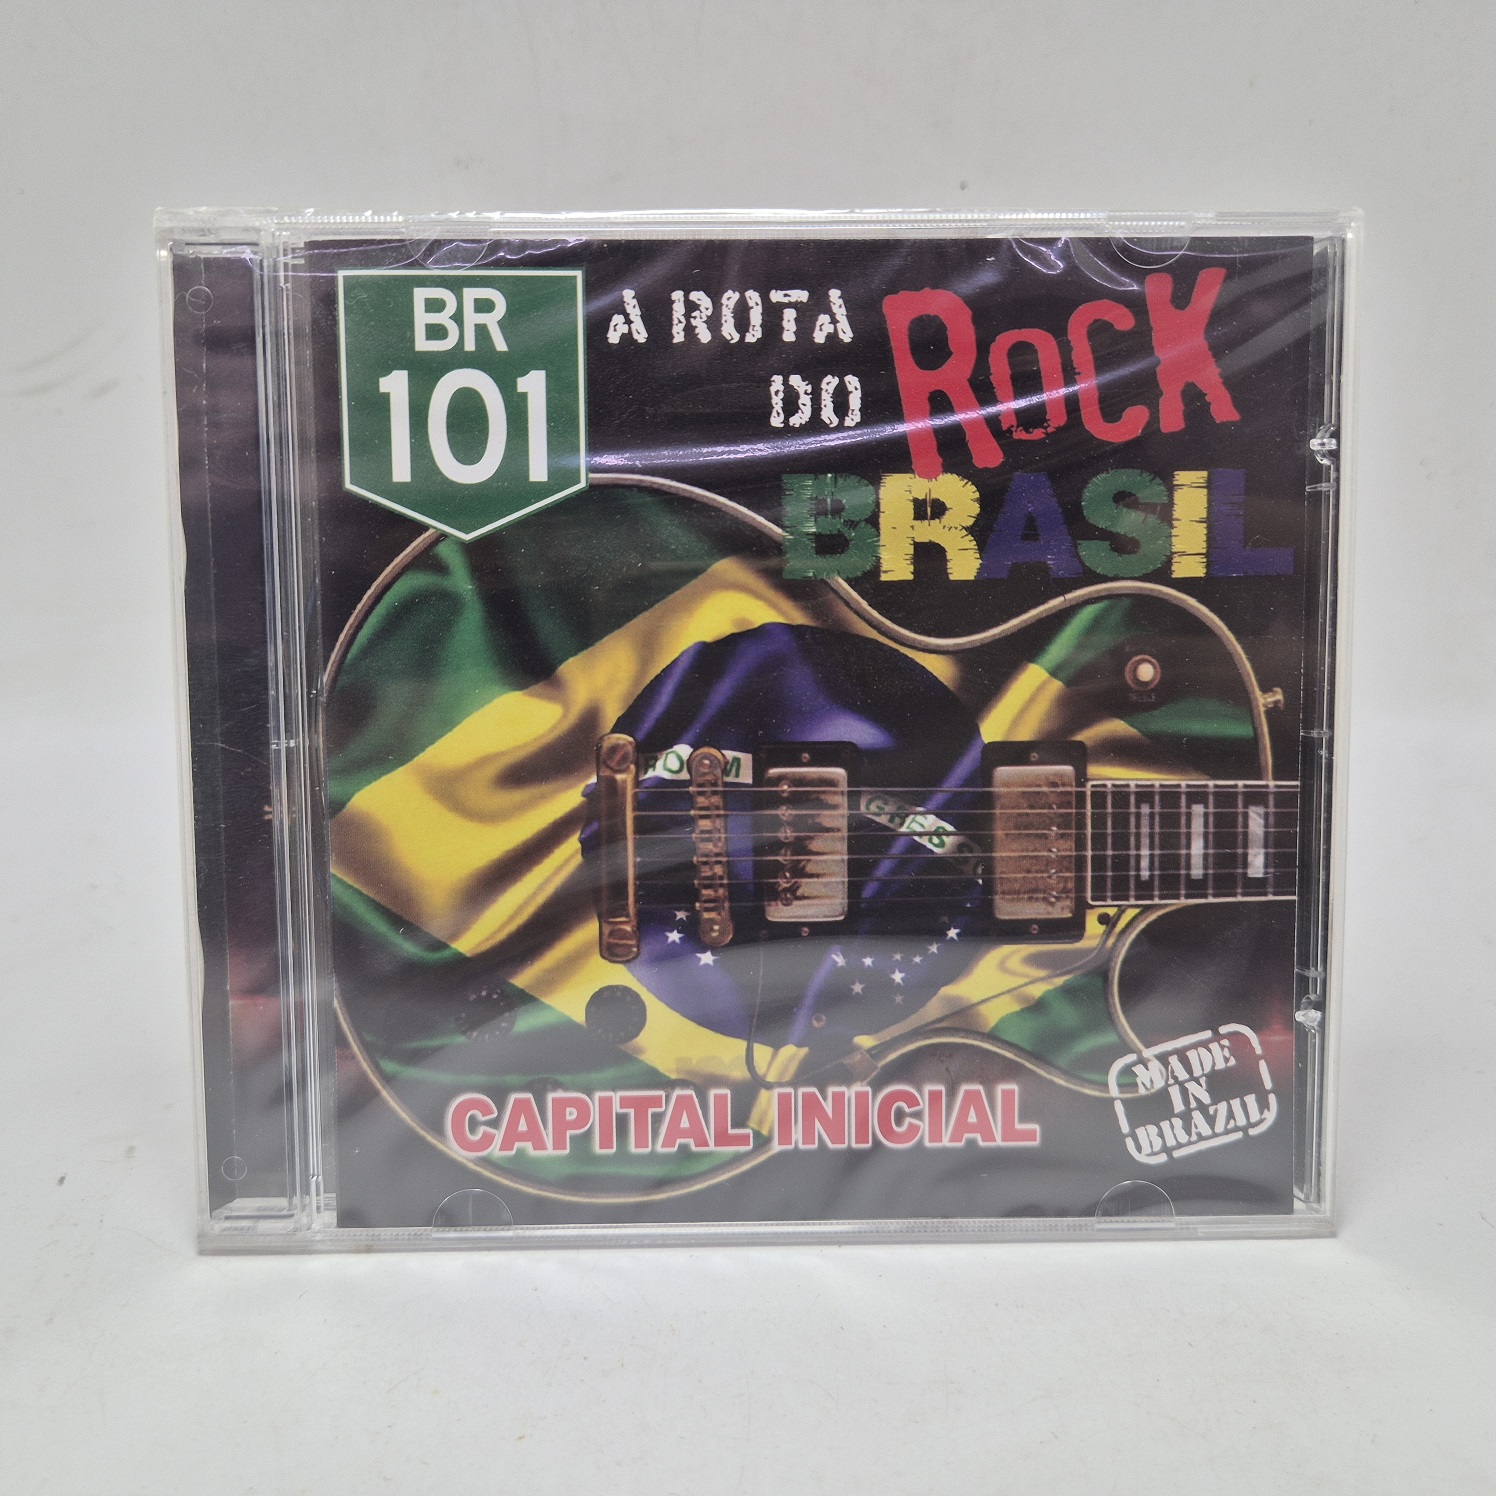 BR
101
A ROTA
DO
ROCK
BRASIL
CAPITAL INICIAL
MADE
IN
BRAZIL